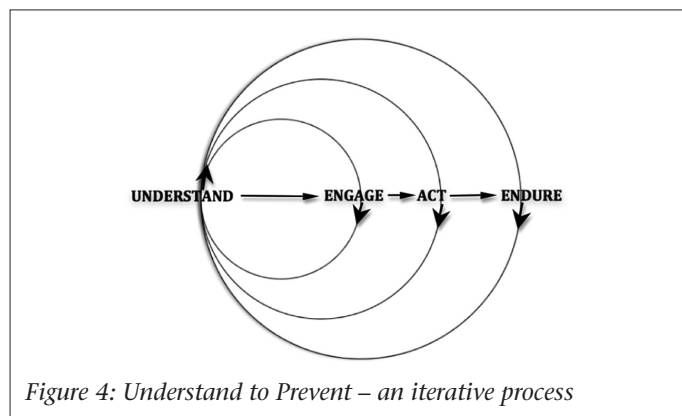 UNDERSTAND ENGAGE ACT ENDURE
Figure 4: Understand to Prevent – an iterative process